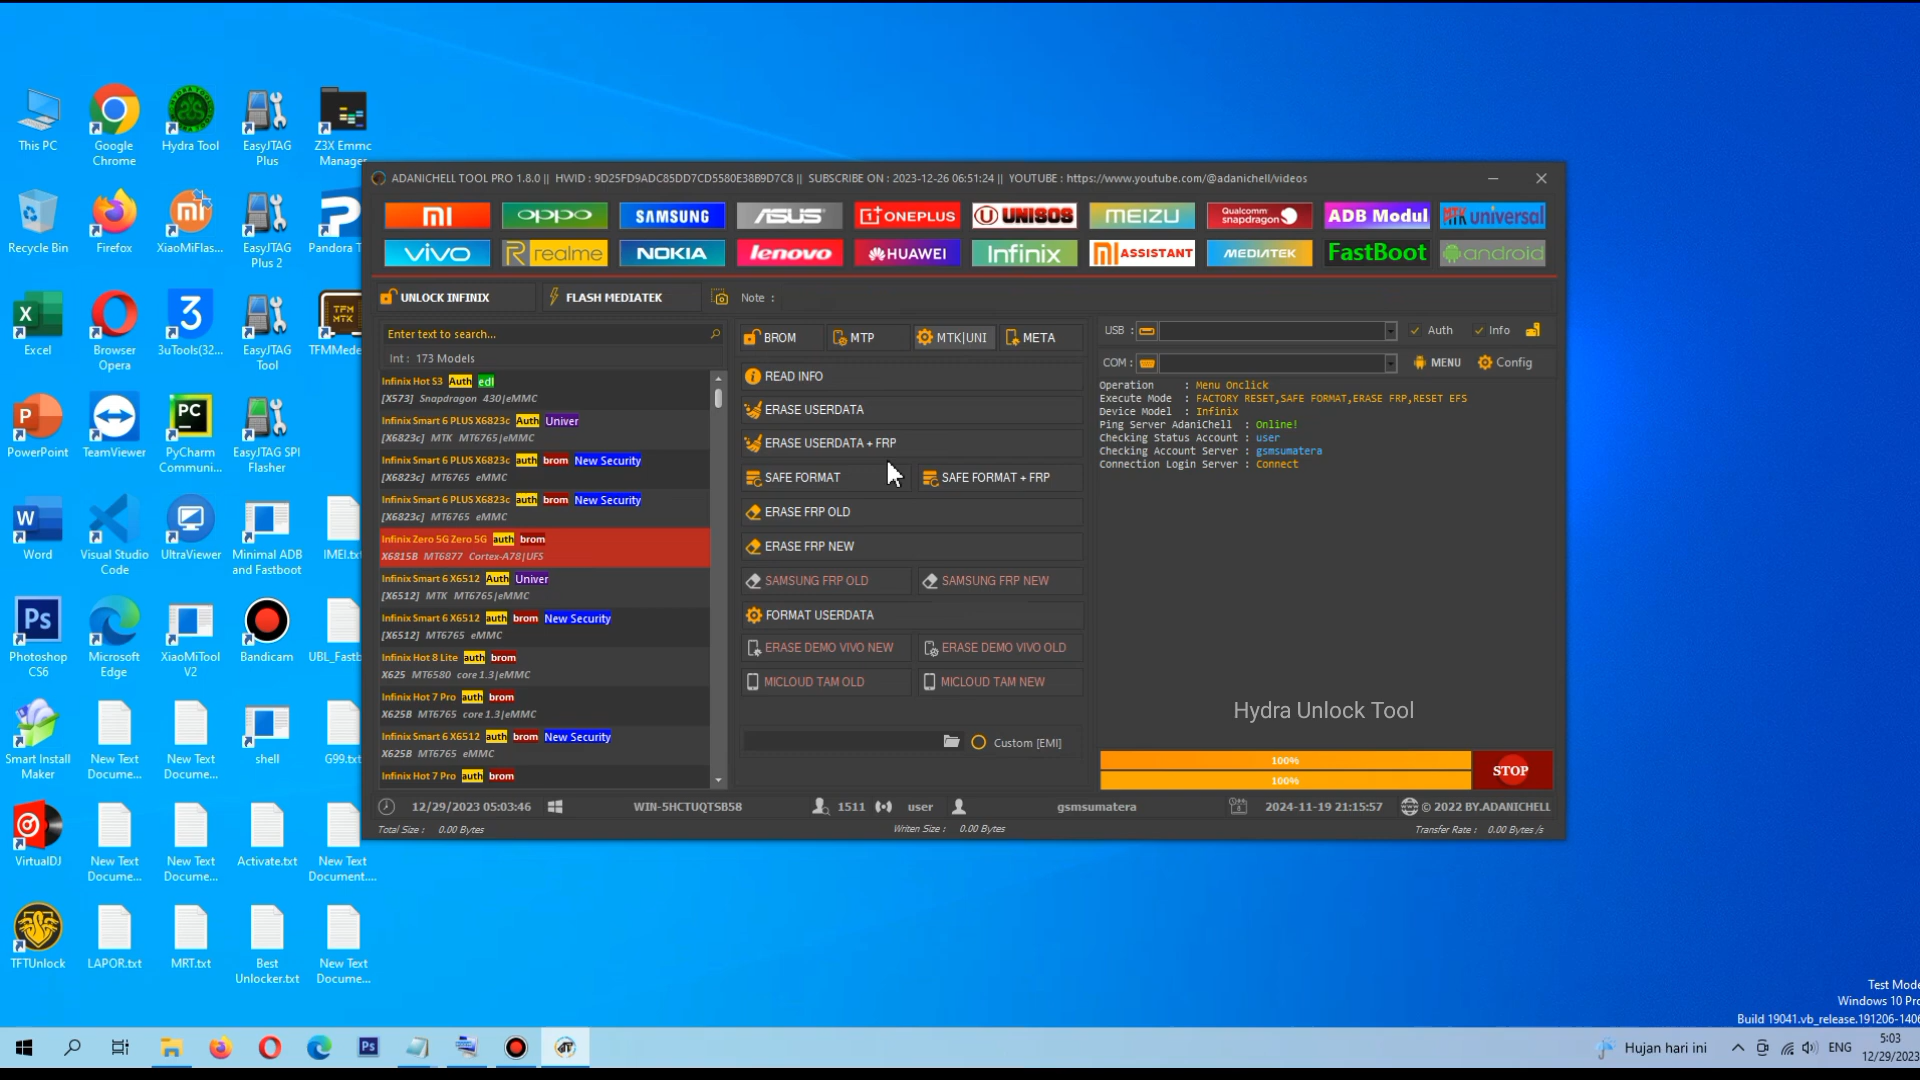 This PC
Google Chrome
Hydra Tool
EasyJTAG Plus
Z3X Emmc Manager
Recycle Bin
Firefox
XiaoMiFlas...
EasyJTAG Plus 2
Pandora T
Excel
Browser Opera
3uTools(32...
EasyJTAG Tool
TFMMede
PowerPoint
TeamViewer
PyCharm Communi...
EasyJTAG SPI Flasher
Word
Visual Studio Code
UltraViewer
Minimal ADB and Fastboot
IMEI.tx
Photoshop CS6
Microsoft Edge
XiaoMiTool V2
Bandicam
UBL_Fastb
Smart Install Maker
New Text Docume...
New Text Docume...
shell
G99.txt
VirtualDJ
New Text Docume...
New Text Docume...
Activate.txt
New Text Document....
TFTUnlock
LAPOR.txt
MRT.txt
Best Unlocker.txt
New Text Docume...
ADANICHELL TOOL PRO 1.8.0 || HWID : 9D25FD9ADC85DD7CD5580E38B9D7C8 || SUBSCRIBE ON : 2023-12-26 06:51:24 || YOUTUBE : https://www.youtube.com/@adanichell/videos
mi oppo SAMSUNG ASUS 1+ONEPLUS UNISOS MEIZU Qualcomm snapdragon ADB Modul MTK universal
vivo realme NOKIA lenovo HUAWEI Infinix MI ASSISTANT MEDIATEK FastBoot android
UNLOCK INFINIX FLASH MEDIATEK Note :
Enter text to search...
Int : 173 Models
Infinix Hot S3 Auth edl
[X573] Snapdragon 430|eMMC
Infinix Smart 6 PLUS X6823c Auth Univer
[X6823c] MTK MT6765|eMMC
Infinix Smart 6 PLUS X6823c auth brom New Security
[X6823c] MT6765 eMMC
Infinix Smart 6 PLUS X6823c auth brom New Security
[X6823c] MT6765 eMMC
Infinix Zero 5G Zero 5G auth brom
X6815B MT6877 Cortex-A78|UFS
Infinix Smart 6 X6512 Auth Univer
[X6512] MTK MT6765|eMMC
Infinix Smart 6 X6512 auth brom New Security
[X6512] MT6765 eMMC
Infinix Hot 8 Lite auth brom
X625 MT6580 core 1.3|eMMC
Infinix Hot 7 Pro auth brom
X625B MT6765 core 1.3|eMMC
Infinix Smart 6 X6512 auth brom New Security
X625B MT6765 eMMC
Infinix Hot 7 Pro auth brom
BROM MTP MTK|UNI META
READ INFO
ERASE USERDATA
ERASE USERDATA + FRP
SAFE FORMAT SAFE FORMAT + FRP
ERASE FRP OLD
ERASE FRP NEW
SAMSUNG FRP OLD SAMSUNG FRP NEW
FORMAT USERDATA
ERASE DEMO VIVO NEW ERASE DEMO VIVO OLD
MICLOUD TAM OLD MICLOUD TAM NEW
Custom [EMI]
USB : Auth Info
COM : MENU Config
Operation : Menu Onclick
Execute Mode : FACTORY RESET,SAFE FORMAT,ERASE FRP,RESET EFS
Device Model : Infinix
Ping Server AdaniChell : Online!
Checking Status Account : user
Checking Account Server : gsmsumatera
Connection Login Server : Connect
Hydra Unlock Tool
100%
100%
STOP
12/29/2023 05:03:46 WIN-5HCTUQTSB58 1511 user gsmsumatera 2024-11-19 21:15:57 © 2022 BY.ADANICHELL
Total Size : 0.00 Bytes Writen Size : 0.00 Bytes Transfer Rate : 0.00 Bytes /s
Test Mode
Windows 10 Pro
Build 19041.vb_release.191206-1406
Hujan hari ini ENG 5:03
12/29/2023